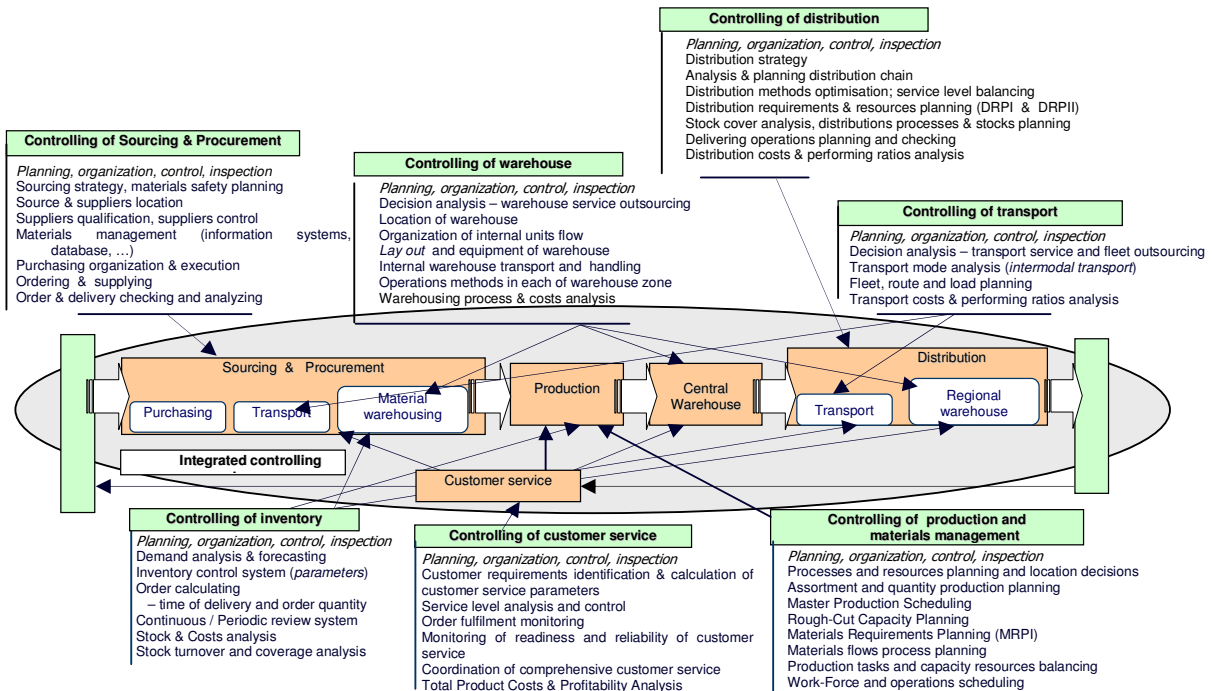 Controlling of distribution
Planning, organization, control, inspection
Distribution strategy
Analysis & planning distribution chain
Distribution methods optimisation; service level balancing
Distribution requirements & resources planning (DRPI & DRPII)
Stock cover analysis, distributions processes & stocks planning
Delivering operations planning and checking
Distribution costs & performing ratios analysis
Controlling of Sourcing & Procurement
Planning, organization, control, inspection
Sourcing strategy, materials safety planning
Source & suppliers location
Suppliers qualification, suppliers control
Materials management (information systems,
database, …)
Purchasing organization & execution
Ordering & supplying
Order & delivery checking and analyzing
Controlling of warehouse
Planning, organization, control, inspection
Decision analysis – warehouse service outsourcing
Location of warehouse
Organization of internal units flow
Lay out and equipment of warehouse
Internal warehouse transport and handling
Operations methods in each of warehouse zone
Warehousing process & costs analysis
Controlling of transport
Planning, organization, control, inspection
Decision analysis – transport service and fleet outsourcing
Transport mode analysis (intermodal transport)
Fleet, route and load planning
Transport costs & performing ratios analysis
Sourcing & Procurement
Purchasing
Transport
Material
warehousing
Production
Central
Warehouse
Distribution
Transport
Regional
warehouse
Integrated controlling
Customer service
Controlling of inventory
Planning, organization, control, inspection
Demand analysis & forecasting
Inventory control system (parameters)
Order calculating
– time of delivery and order quantity
Continuous / Periodic review system
Stock & Costs analysis
Stock turnover and coverage analysis
Controlling of customer service
Planning, organization, control, inspection
Customer requirements identification & calculation of
customer service parameters
Service level analysis and control
Order fulfilment monitoring
Monitoring of readiness and reliability of customer
service
Coordination of comprehensive customer service
Total Product Costs & Profitability Analysis
Controlling of production and
materials management
Planning, organization, control, inspection
Processes and resources planning and location decisions
Assortment and quantity production planning
Master Production Scheduling
Rough-Cut Capacity Planning
Materials Requirements Planning (MRPI)
Materials flows process planning
Production tasks and capacity resources balancing
Work-Force and operations scheduling